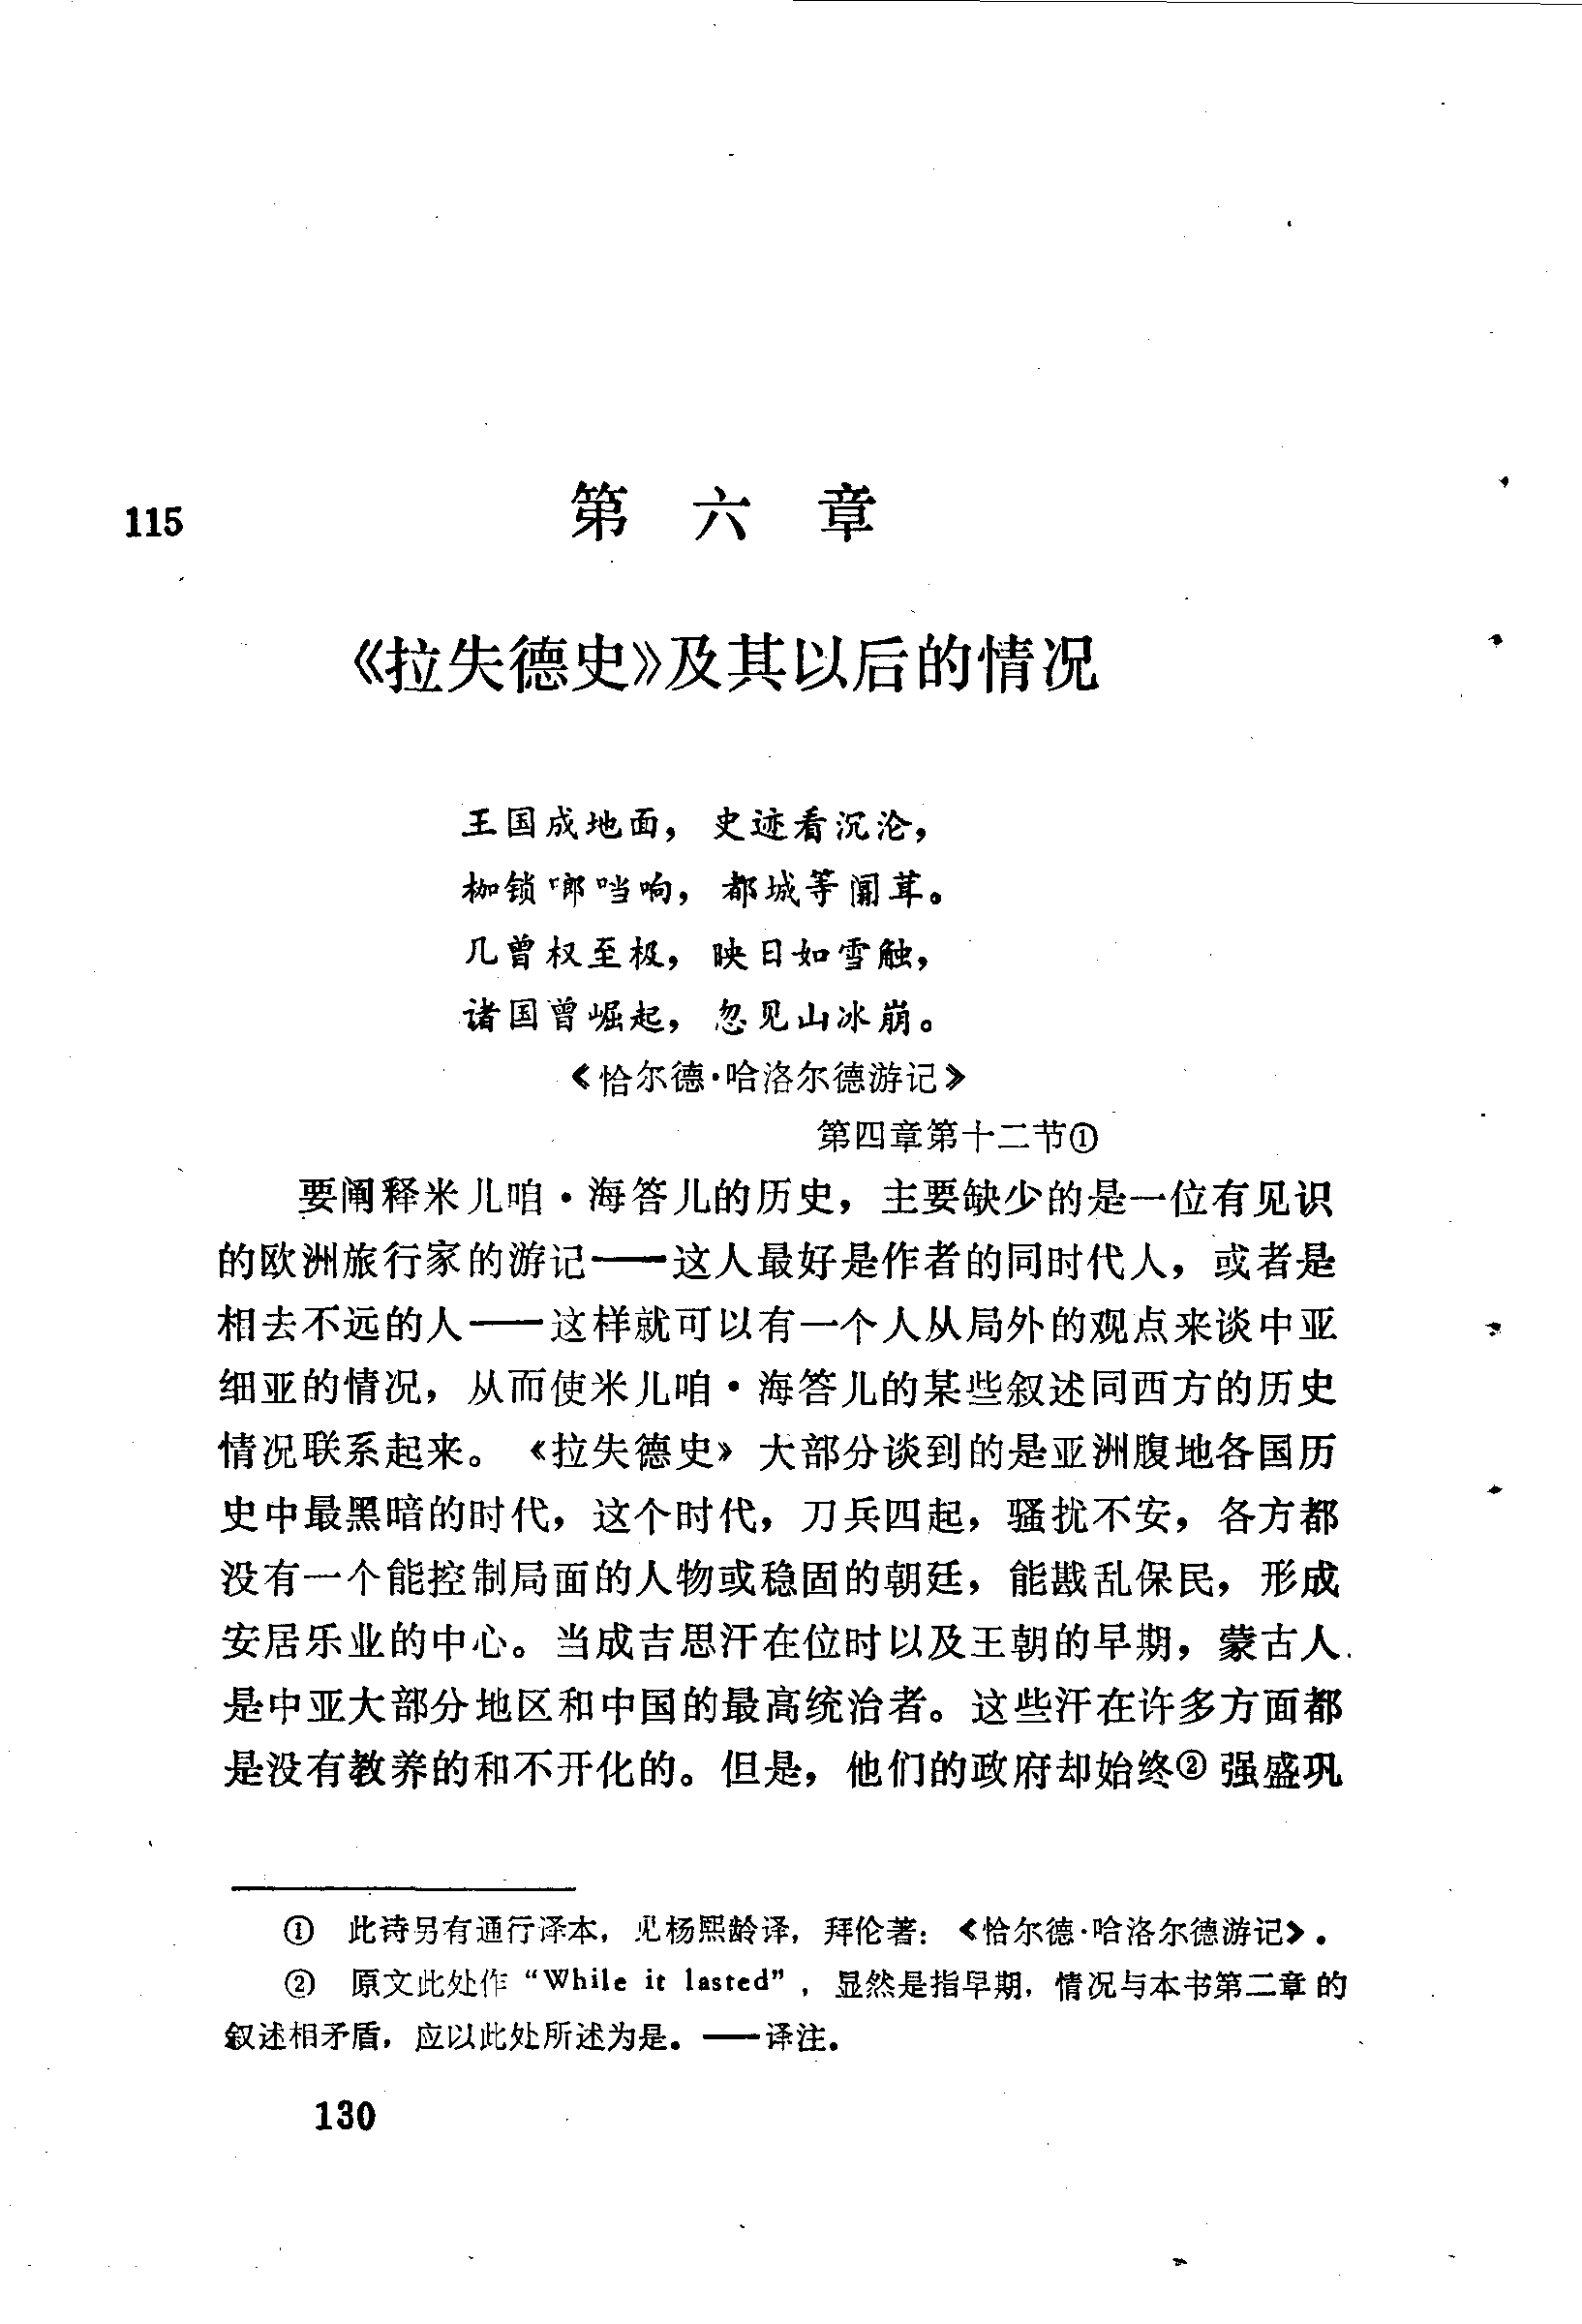 115
第六章
《拉失德史》及其以后的情况
王国成地面，史迹看沉沦，
枷锁啷当响，都城等阘茸。
几曾权至极，映日如雪触，
诸国曾崛起，忽见山冰崩。
《恰尔德·哈洛尔德游记》
第四章第十二节①
要阐释米儿咱·海答儿的历史，主要缺少的是一位有见识
的欧洲旅行家的游记——这人最好是作者的同时代人，或者是
相去不远的人——这样就可以有一个人从局外的观点来谈中亚
细亚的情况，从而使米儿咱·海答儿的某些叙述同西方的历史
情况联系起来。《拉失德史》大部分谈到的是亚洲腹地各国历
史中最黑暗的时代，这个时代，刀兵四起，骚扰不安，各方都
没有一个能控制局面的人物或稳固的朝廷，能戡乱保民，形成
安居乐业的中心。当成吉思汗在位时以及王朝的早期，蒙古人
是中亚大部分地区和中国的最高统治者。这些汗在许多方面都
是没有教养的和不开化的。但是，他们的政府却始终②强盛巩
① 此诗另有通行译本，见杨熙龄译，拜伦著：《恰尔德·哈洛尔德游记》。
② 原文此处作“While it lasted”，显然是指早期，情况与本书第二章的
叙述相矛盾，应以此处所述为是。——译注。
130